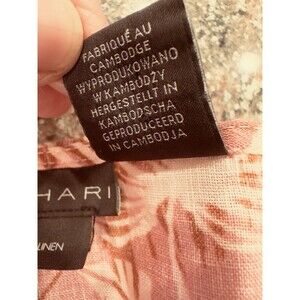 FABRIQUÉ AU
CAMBODGE
WYPRODUKOWANO
W KAMBODŻY
HERGESTELLT IN
KAMBODSCHA
GEPRODUCEERD
IN CAMBODJA
HARI
LINEN